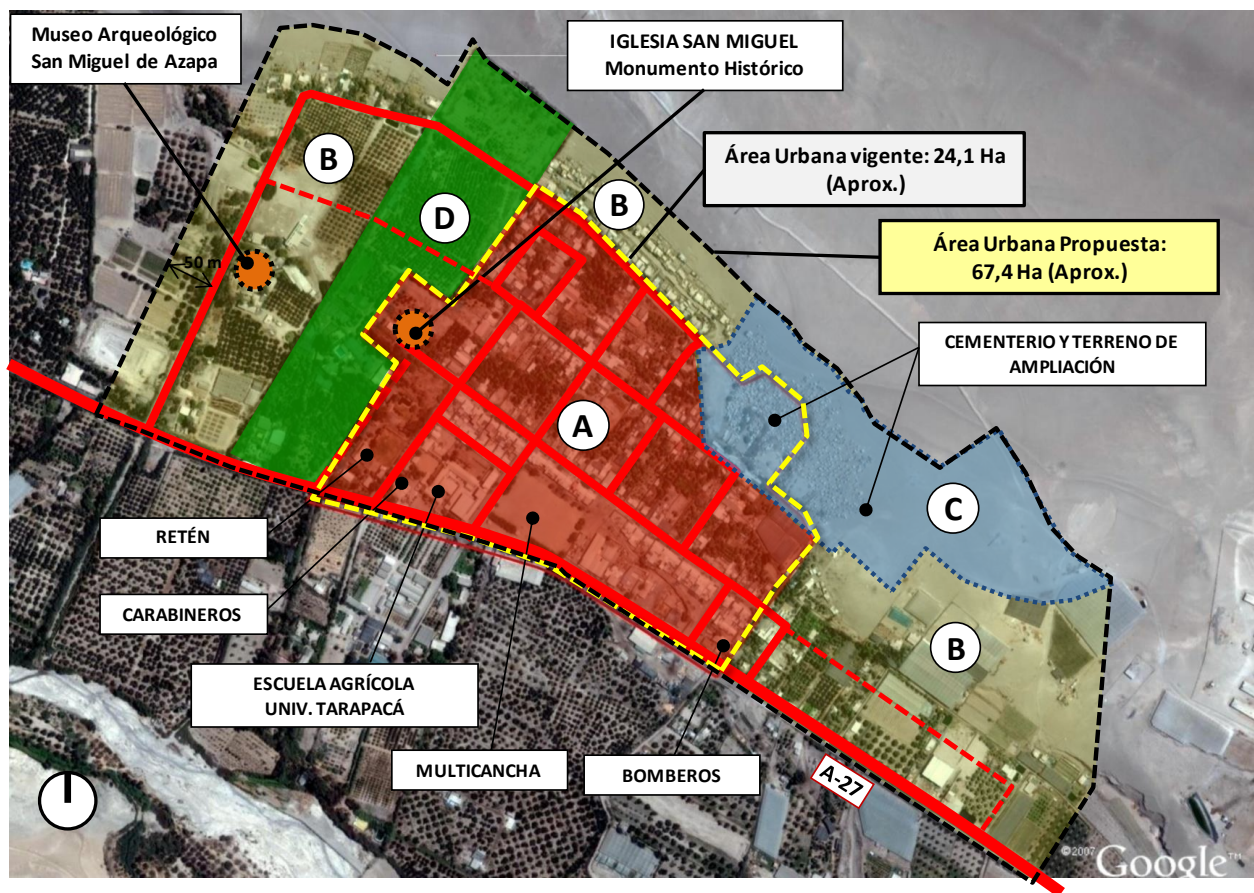 Museo Arqueológico
San Miguel de Azapa
IGLESIA SAN MIGUEL
Monumento Histórico
B
Área Urbana vigente: 24,1 Ha
(Aprox.)
B
D
Área Urbana Propuesta:
67,4 Ha (Aprox.)
50 m
CEMENTERIO Y TERRENO DE
AMPLIACIÓN
A
C
RETÉN
CARABINEROS
B
ESCUELA AGRÍCOLA
UNIV. TARAPACÁ
MULTICANCHA
BOMBEROS
A-27
©2007 Google™